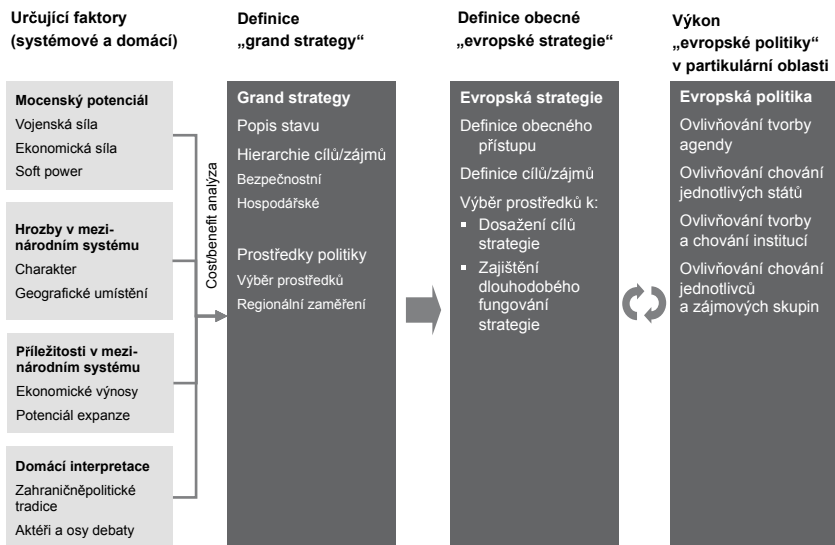 Určující faktory
(systémové a domácí)
Definice
„grand strategy“
Definice obecné
„evropské strategie“
Výkon
„evropské politiky“
v partikulární oblasti
Mocenský potenciál
Vojenská síla
Ekonomická síla
Soft power
Hrozby v mezi-
národním systému
Charakter
Geografické umístění
Příležitosti v mezi-
národním systému
Ekonomické výnosy
Potenciál expanze
Domácí interpretace
Zahraničněpolitické
tradice
Aktéři a osy debaty
Cost/benefit analýza
Grand strategy
Popis stavu
Hierarchie cílů/zájmů
Bezpečnostní
Hospodářské
Prostředky politiky
Výběr prostředků
Regionální zaměření
Evropská strategie
Definice obecného
přístupu
Definice cílů/zájmů
Výběr prostředků k:
▪ Dosažení cílů
strategie
▪ Zajištění
dlouhodobého
fungování
strategie
Evropská politika
Ovlivňování tvorby
agendy
Ovlivňování chování
jednotlivých států
Ovlivňování tvorby
a chování institucí
Ovlivňování chování
jednotlivců
a zájmových skupin